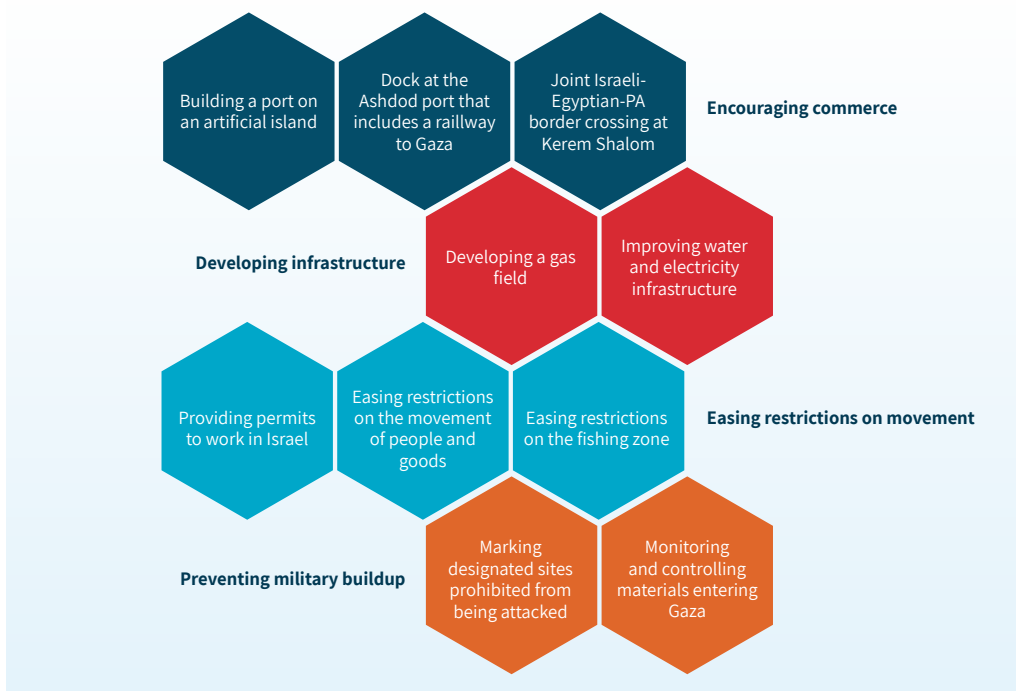 Building a port on
an artificial island
Dock at the
Ashdod port that
includes a raillway
to Gaza
Joint Israeli-
Egyptian-PA
border crossing at
Kerem Shalom
Encouraging commerce
Developing infrastructure
Developing a gas
field
Improving water
and electricity
infrastructure
Providing permits
to work in Israel
Easing restrictions
on the movement
of people and
goods
Easing restrictions
on the fishing zone
Easing restrictions on movement
Preventing military buildup
Marking
designated sites
prohibited from
being attacked
Monitoring
and controlling
materials entering
Gaza